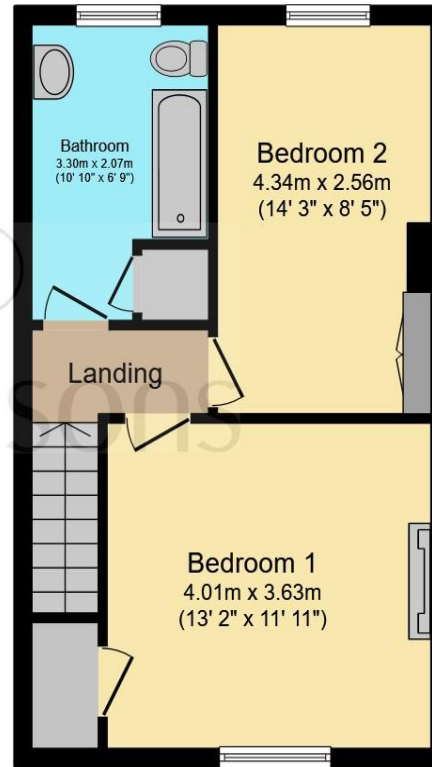 Bathroom
3.30m x 2.07m
(10' 10" x 6' 9")
Bedroom 2
4.34m x 2.56m
(14' 3" x 8' 5")
Landing
sons
Bedroom 1
4.01m x 3.63m
(13' 2" x 11' 11")